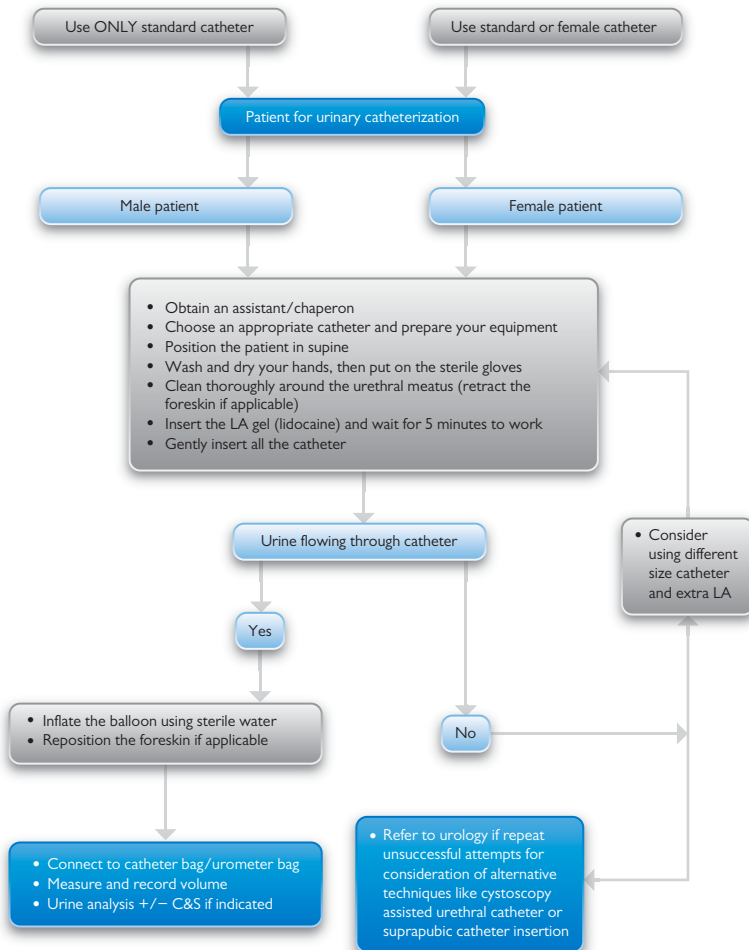 Use ONLY standard catheter
Use standard or female catheter
Patient for urinary catheterization
Male patient
Female patient
• Obtain an assistant/chaperon
• Choose an appropriate catheter and prepare your equipment
• Position the patient in supine
• Wash and dry your hands, then put on the sterile gloves
• Clean thoroughly around the urethral meatus (retract the
foreskin if applicable)
• Insert the LA gel (lidocaine) and wait for 5 minutes to work
• Gently insert all the catheter
Urine flowing through catheter
• Consider
using different
size catheter
and extra LA
Yes
• Inflate the balloon using sterile water
• Reposition the foreskin if applicable
No
• Connect to catheter bag/urometer bag
• Measure and record volume
• Urine analysis +/− C&S if indicated
• Refer to urology if repeat
unsuccessful attempts for
consideration of alternative
techniques like cystoscopy
assisted urethral catheter or
suprapubic catheter insertion